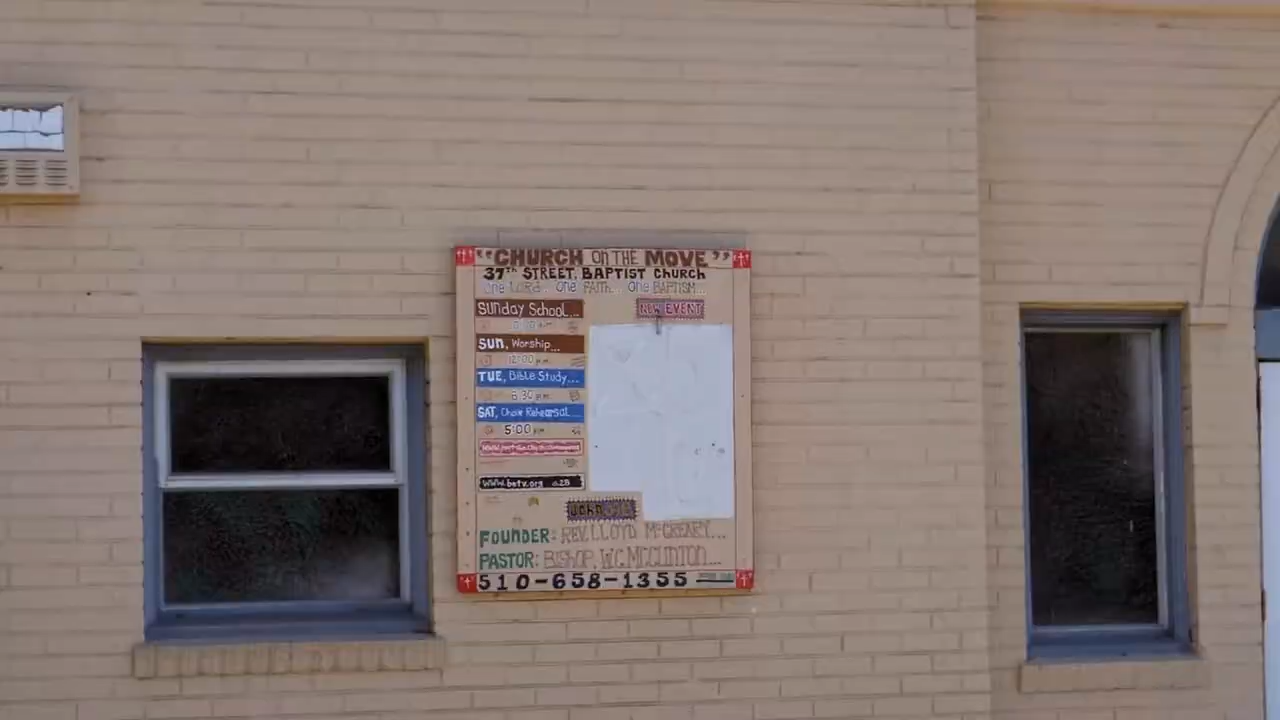 "CHURCH ON THE MOVE"
37TH STREET, BAPTIST CHURCH
One LORD... One FAITH... One BAPTISM...
Sunday School...
NEW EVENT
SUN, Worship...
12:00 pm
TUE, Bible Study...
6:30 pm
SAT, Choir Rehearsal...
5:00 pm
www.betv.org
JOHN
FOUNDER: REV. LLOYD McCREARY...
PASTOR: BISHOP, W.C. MCCLINTON...
510-658-1355